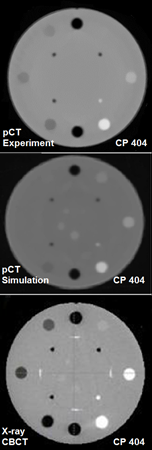 pCT
Experiment CP 404
pCT
Simulation CP 404
X-ray
CBCT CP 404